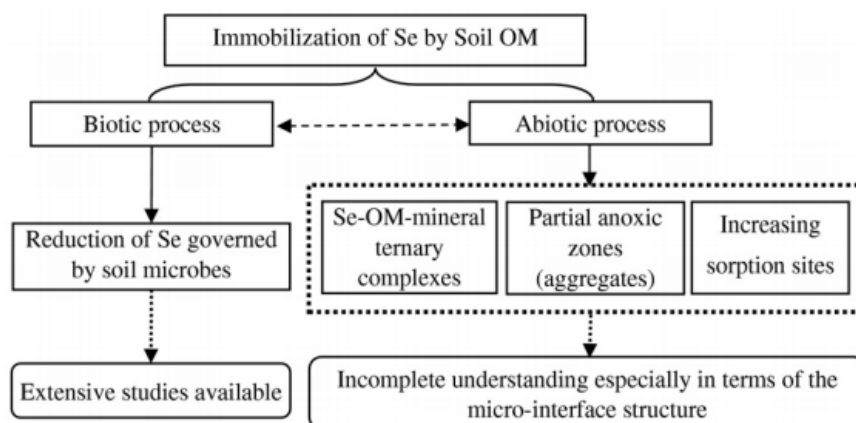 Immobilization of Se by Soil OM
Biotic process
Abiotic process
Reduction of Se governed
by soil microbes
Se-OM-mineral
ternary
complexes
Partial anoxic
zones
(aggregates)
Increasing
sorption sites
Extensive studies available
Incomplete understanding especially in terms of the
micro-interface structure